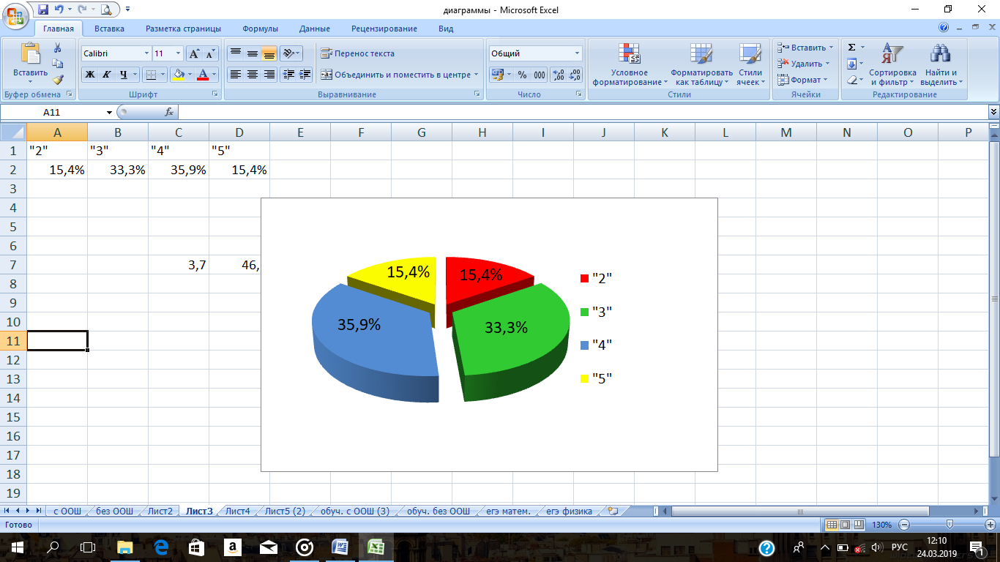 диаграммы - Microsoft Excel
Главная Вставка Разметка страницы Формулы Данные Рецензирование Вид
Вставить
Буфер обмена
Calibri 11
Ж К Ч
Шрифт
Перенос текста
Объединить и поместить в центре
Выравнивание
Общий
% 000
Число
Условное форматирование
Форматировать как таблицу
Стили ячеек
Стили
Вставить
Удалить
Формат
Ячейки
Σ
Сортировка и фильтр
Найти и выделить
Редактирование
A11 fx
A B C D E F G H I J K L M N O P
1 "2" "3" "4" "5"
2 15,4% 33,3% 35,9% 15,4%
3
4
5
6
7 3,7 46,
8
9
10
11
12
13
14
15
16
17
18
19
15,4% 15,4%
35,9% 33,3%
"2"
"3"
"4"
"5"
с ООШ без ООШ Лист2 Лист3 Лист4 Лист5 (2) обуч. с ООШ (3) обуч. без ООШ егэ матем. егэ физика
Готово 130%
РУС 12:10
24.03.2019